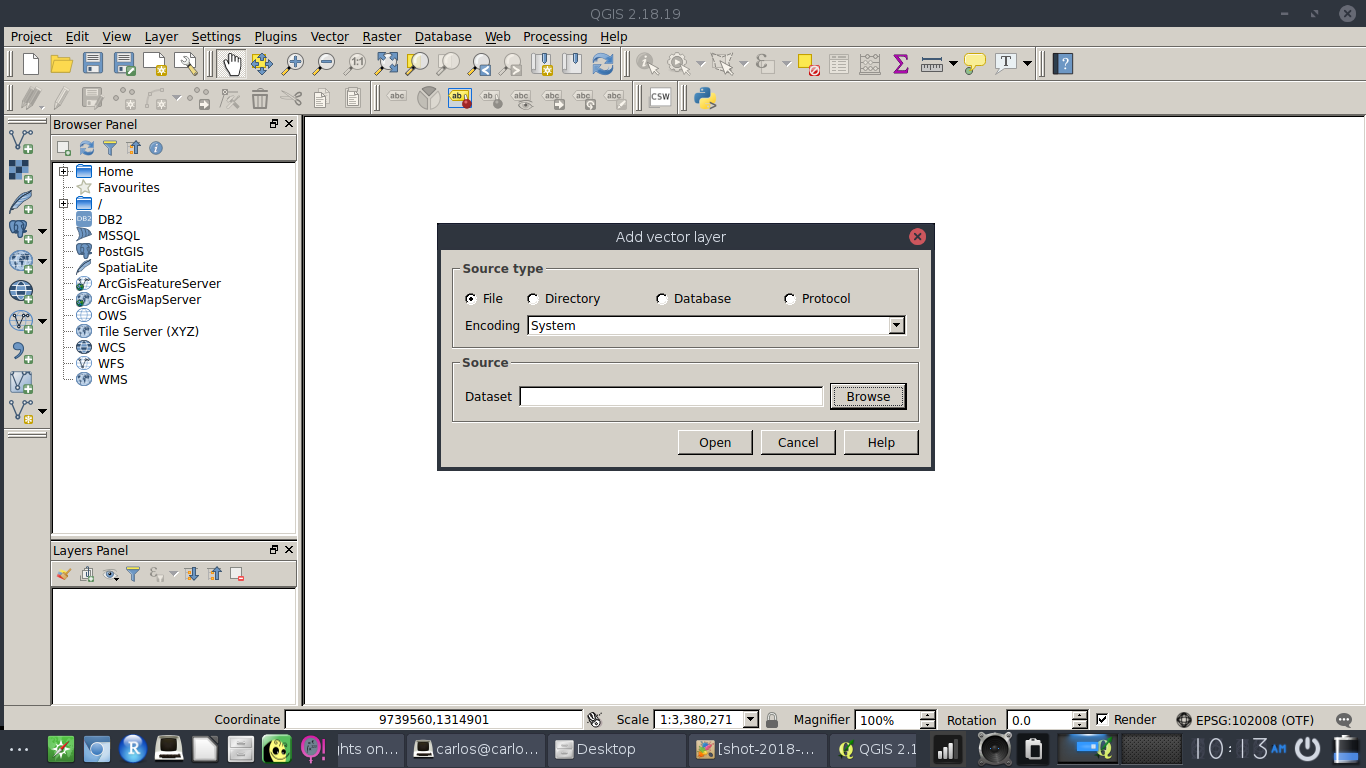 QGIS 2.18.19
Project Edit View Layer Settings Plugins Vector Raster Database Web Processing Help
CSW
Browser Panel
Home
Favourites
/
DB2
MSSQL
PostGIS
SpatiaLite
ArcGisFeatureServer
ArcGisMapServer
OWS
Tile Server (XYZ)
WCS
WFS
WMS
Add vector layer
Source type
File Directory Database Protocol
Encoding System
Source
Dataset Browse
Open Cancel Help
Layers Panel
Coordinate 9739560,1314901 Scale 1:3,380,271 Magnifier 100% Rotation 0.0 Render EPSG:102008 (OTF)
ghts on... carlos@carlo... Desktop [shot-2018-... QGIS 2.1 10:13 AM